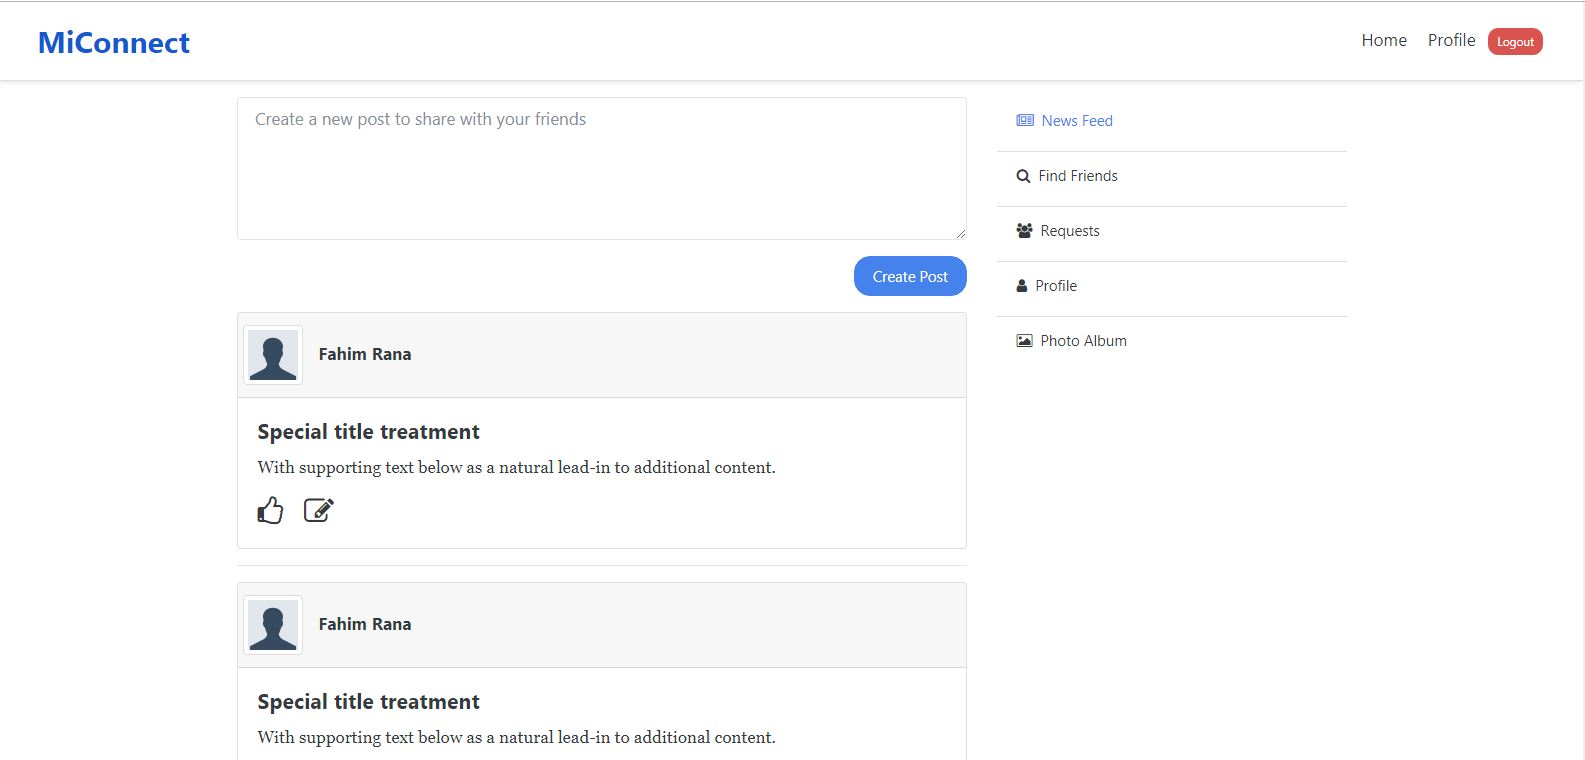 MiConnect
Home Profile Logout
Create a new post to share with your friends
Create Post
Fahim Rana
Special title treatment
With supporting text below as a natural lead-in to additional content.
Fahim Rana
Special title treatment
With supporting text below as a natural lead-in to additional content.
News Feed
Find Friends
Requests
Profile
Photo Album